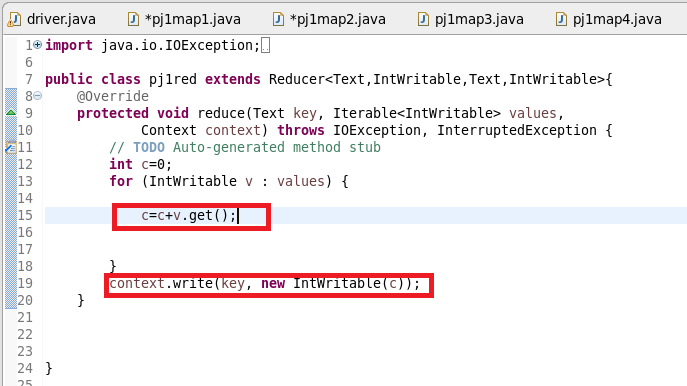 driver.java *pj1map1.java *pj1map2.java pj1map3.java pj1map4.java
1 import java.io.IOException;
6
7 public class pj1red extends Reducer<Text,IntWritable,Text,IntWritable>{
8 @Override
9 protected void reduce(Text key, Iterable<IntWritable> values,
10 Context context) throws IOException, InterruptedException {
11 // TODO Auto-generated method stub
12 int c=0;
13 for (IntWritable v : values) {
14
15 c=c+v.get();
16
17
18 }
19 context.write(key, new IntWritable(c));
20 }
21
22
23
24 }
25